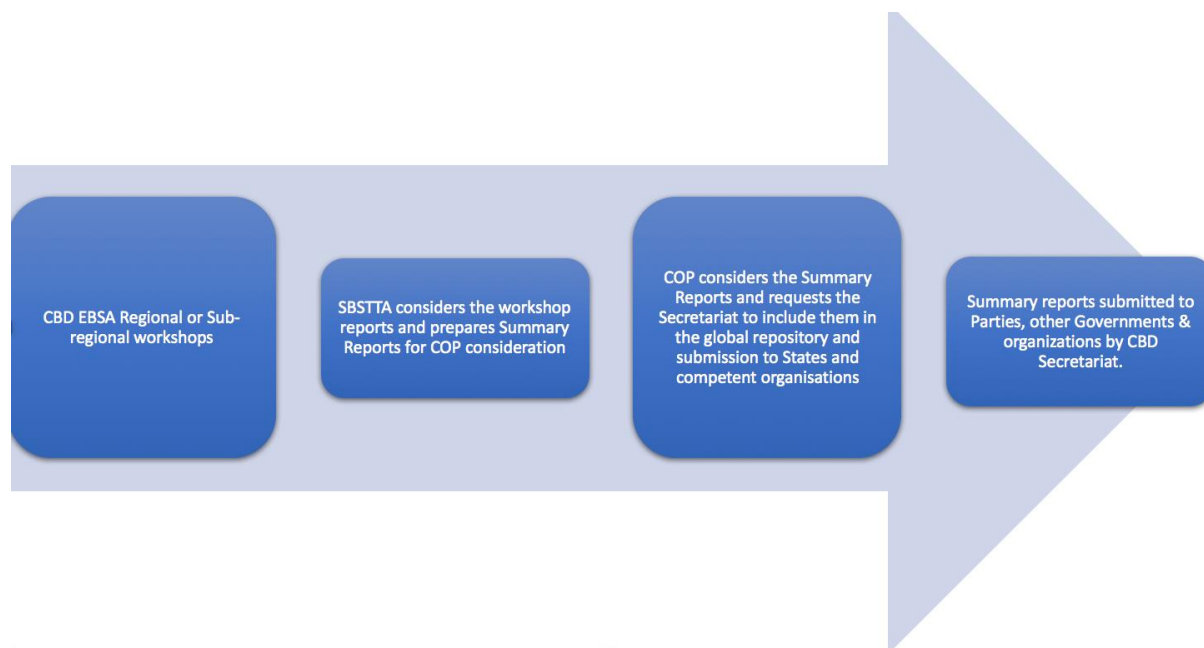 CBD EBSA Regional or Sub-
regional workshops
SBSTTA considers the workshop
reports and prepares Summary
Reports for COP consideration
COP considers the Summary
Reports and requests the
Secretariat to include them in
the global repository and
submission to States and
competent organisations
Summary reports submitted to
Parties, other Governments &
organizations by CBD
Secretariat.